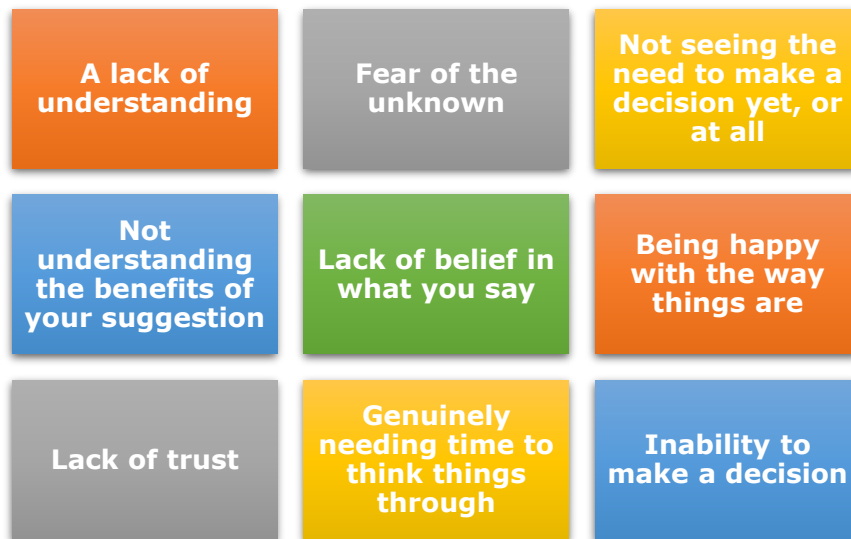 A lack of
understanding
Fear of the
unknown
Not seeing the
need to make a
decision yet, or
at all
Not
understanding
the benefits of
your suggestion
Lack of belief in
what you say
Being happy
with the way
things are
Lack of trust
Genuinely
needing time to
think things
through
Inability to
make a decision